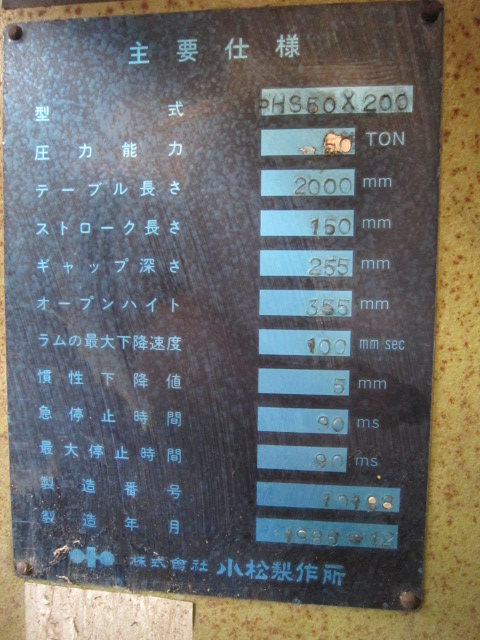 主要仕様
型式 PHS50X200
圧力能力 50 TON
テーブル長さ 2000 mm
ストローク長さ 150 mm
ギャップ深さ 255 mm
オープンハイト 355 mm
ラムの最大下降速度 100 mm sec
慣性下降値 5 mm
急停止時間 90 ms
最大停止時間 90 ms
製造番号
製造年月 12
株式会社 小松製作所